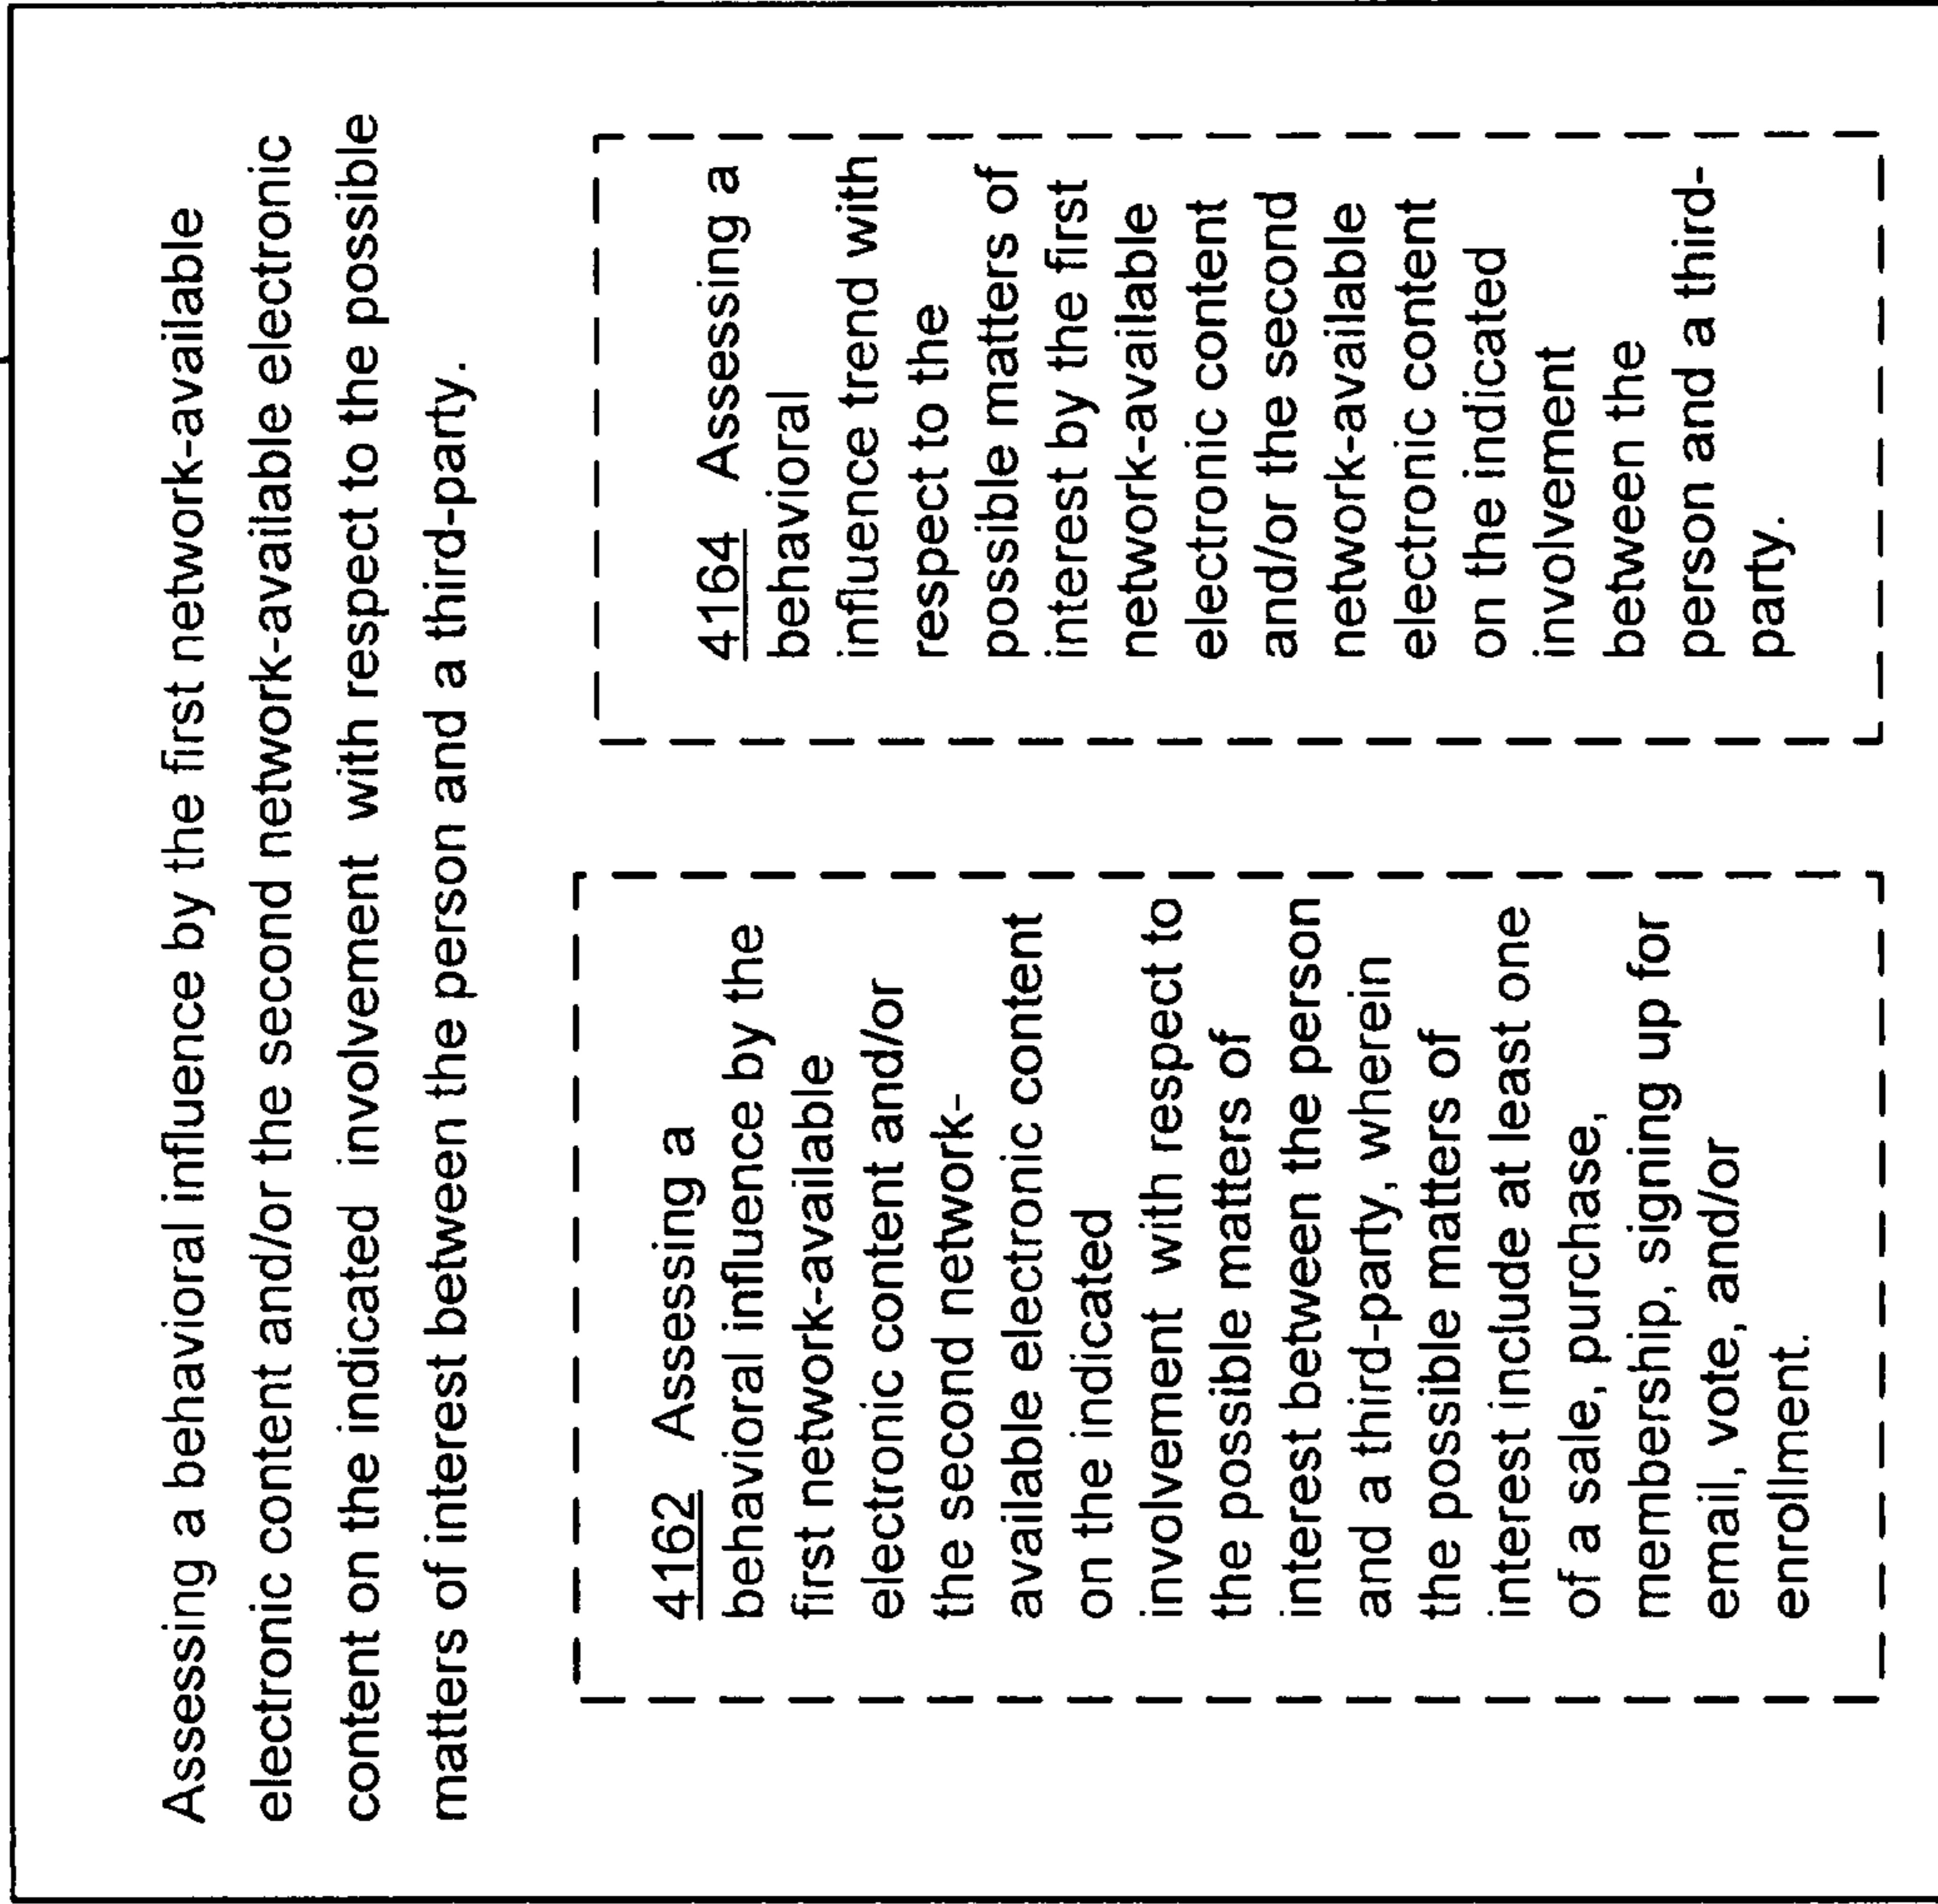 Assessing a behavioral influence by the first network-available
electronic content and/or the second network-available electronic
content on the indicated involvement with respect to the possible
matters of interest between the person and a third-party.
4162 Assessing a
behavioral influence by the
first network-available
electronic content and/or
the second network-
available electronic content
on the indicated
involvement with respect to
the possible matters of
interest between the person
and a third-party, wherein
the possible matters of
interest include at least one
of a sale, purchase,
membership, signing up for
email, vote, and/or
enrollment.
4164 Assessing a
behavioral
influence trend with
respect to the
possible matters of
interest by the first
network-available
electronic content
and/or the second
network-available
electronic content
on the indicated
involvement
between the
person and a third-
party.